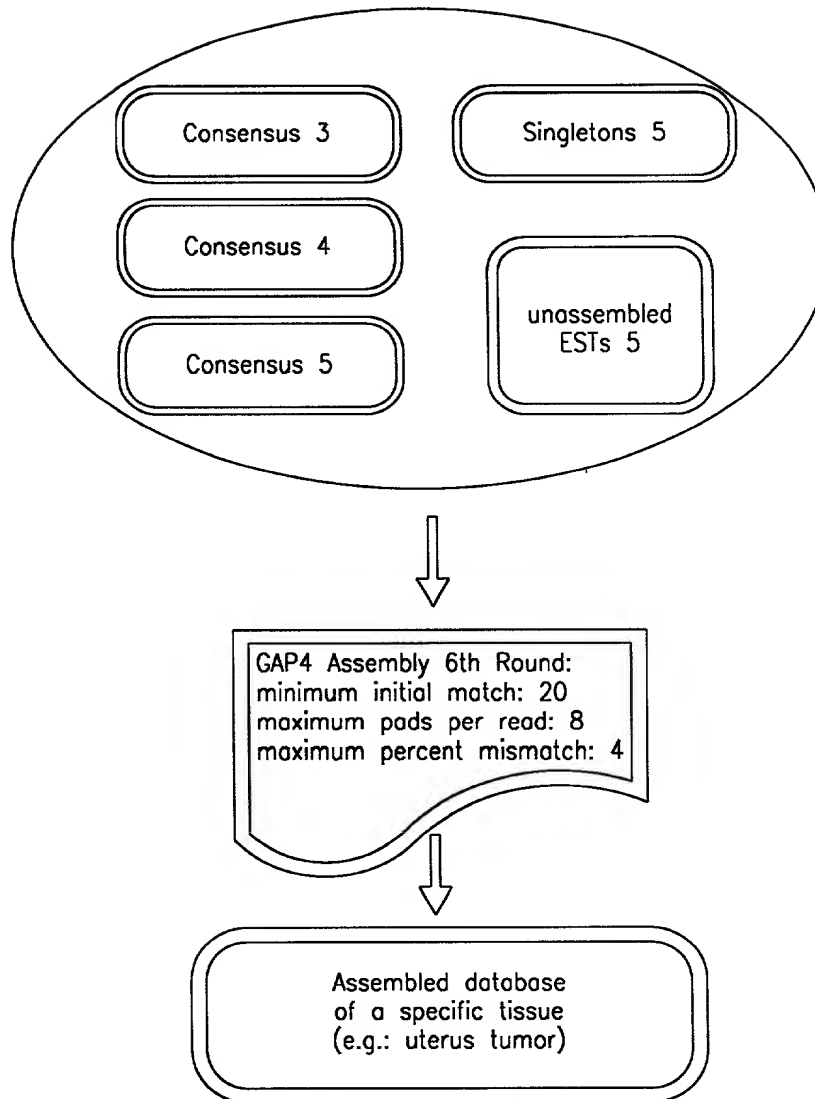 Consensus 3
Singletons 5
Consensus 4
unassembled
ESTs 5
Consensus 5
GAP4 Assembly 6th Round:
minimum initial match: 20
maximum pads per read: 8
maximum percent mismatch: 4
Assembled database
of a specific tissue
(e.g.: uterus tumor)